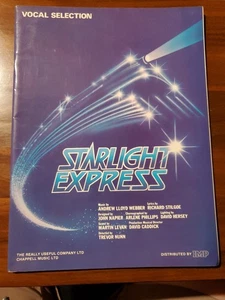 VOCAL SELECTION
STARLIGHT
EXPRESS
Music by
ANDREW LLOYD WEBBER
Lyrics by
RICHARD STILGOE
Designed by
JOHN NAPIER
Choreographed by
ARLENE PHILLIPS
Lighting by
DAVID HERSEY
Sound by
MARTIN LEVAN
Production Musical Director
DAVID CADDICK
Directed by
TREVOR NUNN
THE REALLY USEFUL COMPANY LTD
CHAPPELL MUSIC LTD
DISTRIBUTED BY IMP